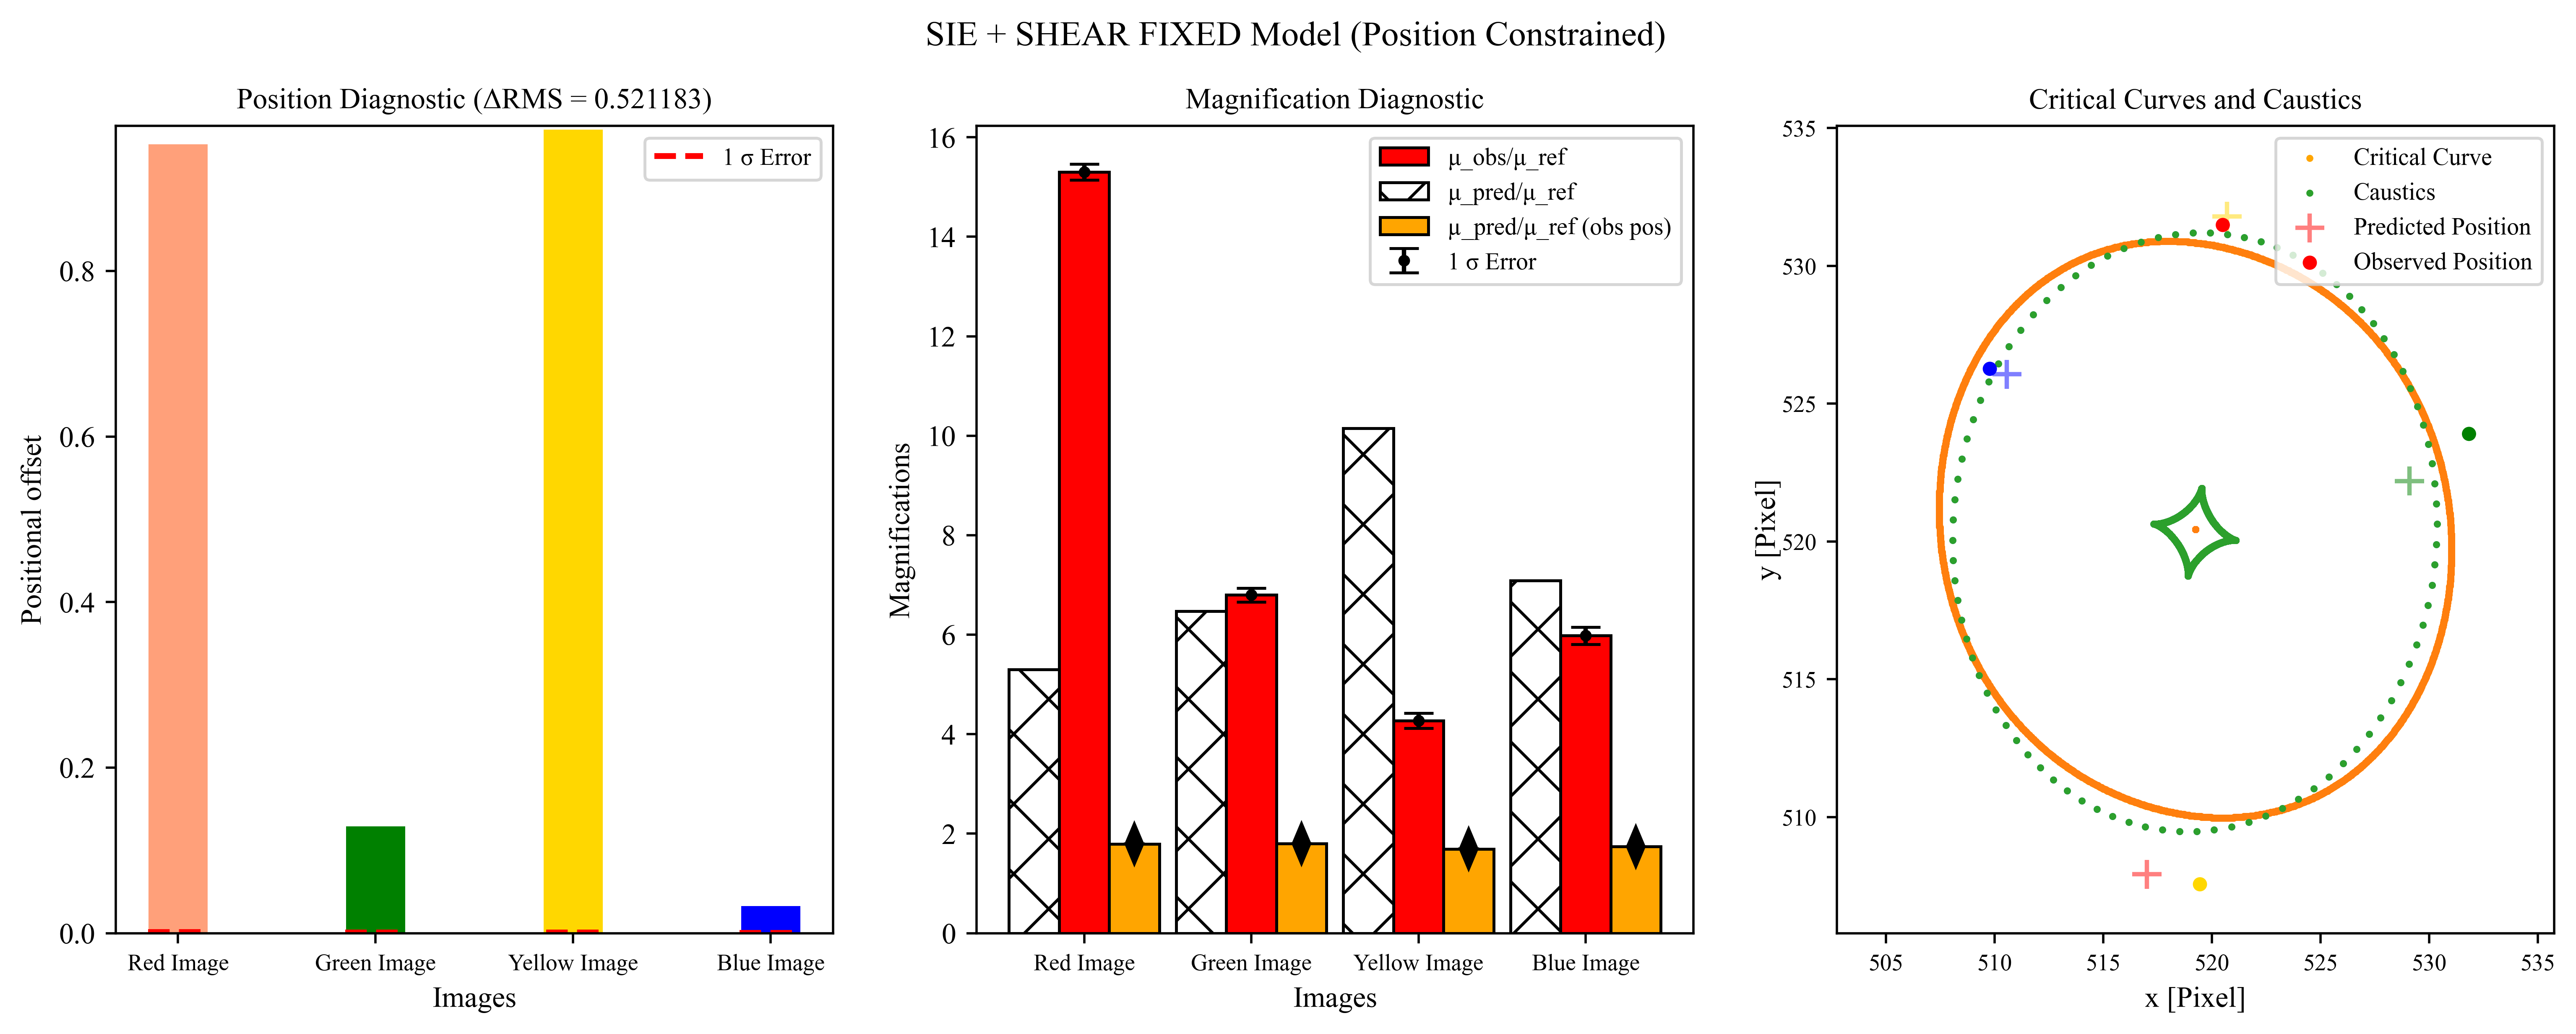 SIE + SHEAR FIXED Model (Position Constrained)
Position Diagnostic (ΔRMS = 0.521183)
1 σ Error
Positional offset
0.8
0.6
0.4
0.2
0.0
Red Image
Green Image
Yellow Image
Blue Image
Images
Magnification Diagnostic
μ_obs/μ_ref
μ_pred/μ_ref
μ_pred/μ_ref (obs pos)
1 σ Error
Magnifications
16
14
12
10
8
6
4
2
0
Red Image
Green Image
Yellow Image
Blue Image
Images
Critical Curves and Caustics
Critical Curve
Caustics
Predicted Position
Observed Position
y [Pixel]
535
530
525
520
515
510
505
510
515
520
525
530
535
x [Pixel]